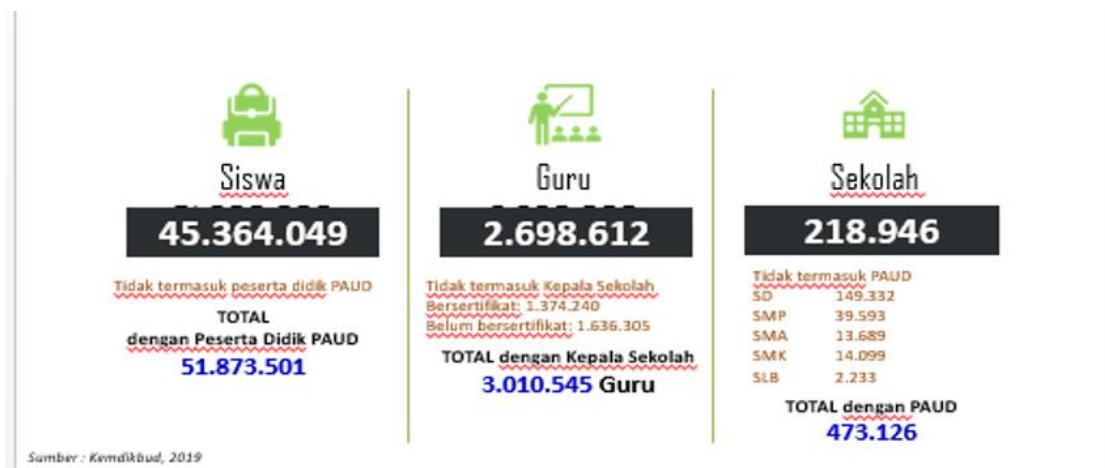 Siswa
45.364.049
Tidak termasuk peserta didik PAUD
TOTAL
dengan Peserta Didik PAUD
51.873.501
Guru
2.698.612
Tidak termasuk Kepala Sekolah
Bersertifikat: 1.374.240
Belum bersertifikat: 1.636.305
TOTAL dengan Kepala Sekolah
3.010.545 Guru
Sekolah
218.946
Tidak termasuk PAUD
SD 149.332
SMP 39.593
SMA 13.689
SMK 14.099
SLB 2.233
TOTAL dengan PAUD
473.126
Sumber : Kemdikbud, 2019